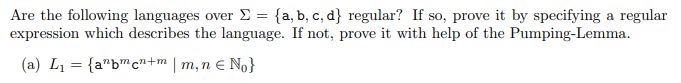 Are the following languages over Σ = {a, b, c, d} regular? If so, prove it by specifying a regular
expression which describes the language. If not, prove it with help of the Pumping-Lemma.
(a) L₁ = {aⁿbᵐcⁿ⁺ᵐ | m, n ∈ ℕ₀}